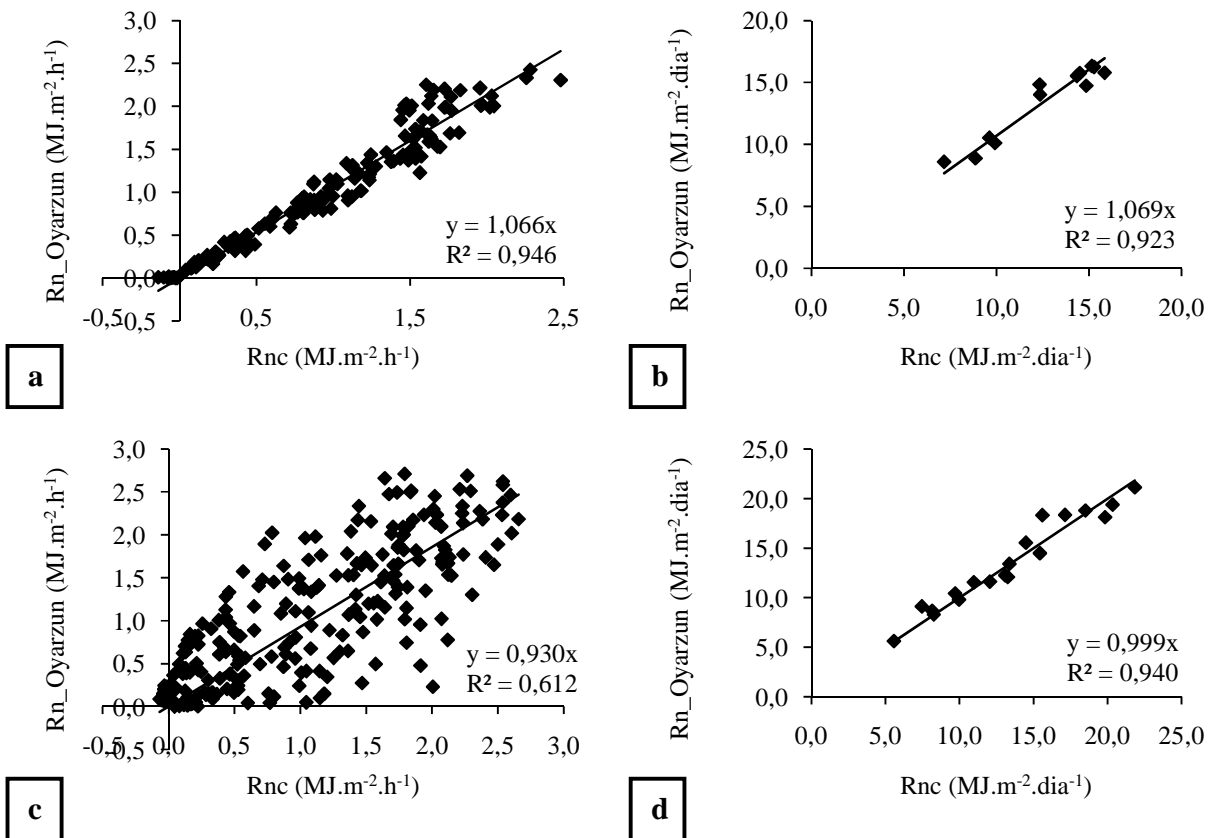 Rn_Oyarzun (MJ.m-2.h-1)
3,0
2,5
2,0
1,5
1,0
0,5
0,0
-0,5
-0,5
0,5
1,5
2,5
y = 1,066x
R² = 0,946
Rnc (MJ.m-2.h-1)
a
Rn_Oyarzun (MJ.m-2.dia-1)
20,0
15,0
10,0
5,0
0,0
0,0
5,0
10,0
15,0
20,0
y = 1,069x
R² = 0,923
Rnc (MJ.m-2.dia-1)
b
Rn_Oyarzun (MJ.m-2.h-1)
3,0
2,5
2,0
1,5
1,0
0,5
0,0
-0,5
-0,5
0,0
0,5
1,0
1,5
2,0
2,5
3,0
y = 0,930x
R² = 0,612
Rnc (MJ.m-2.h-1)
c
Rn_Oyarzun (MJ.m-2.dia-1)
25,0
20,0
15,0
10,0
5,0
0,0
0,0
5,0
10,0
15,0
20,0
25,0
y = 0,999x
R² = 0,940
Rnc (MJ.m-2.dia-1)
d